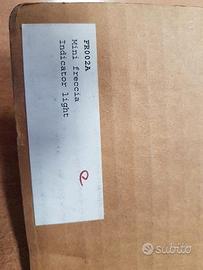 FR002A
Mini freccia
Indicator light
e
subito